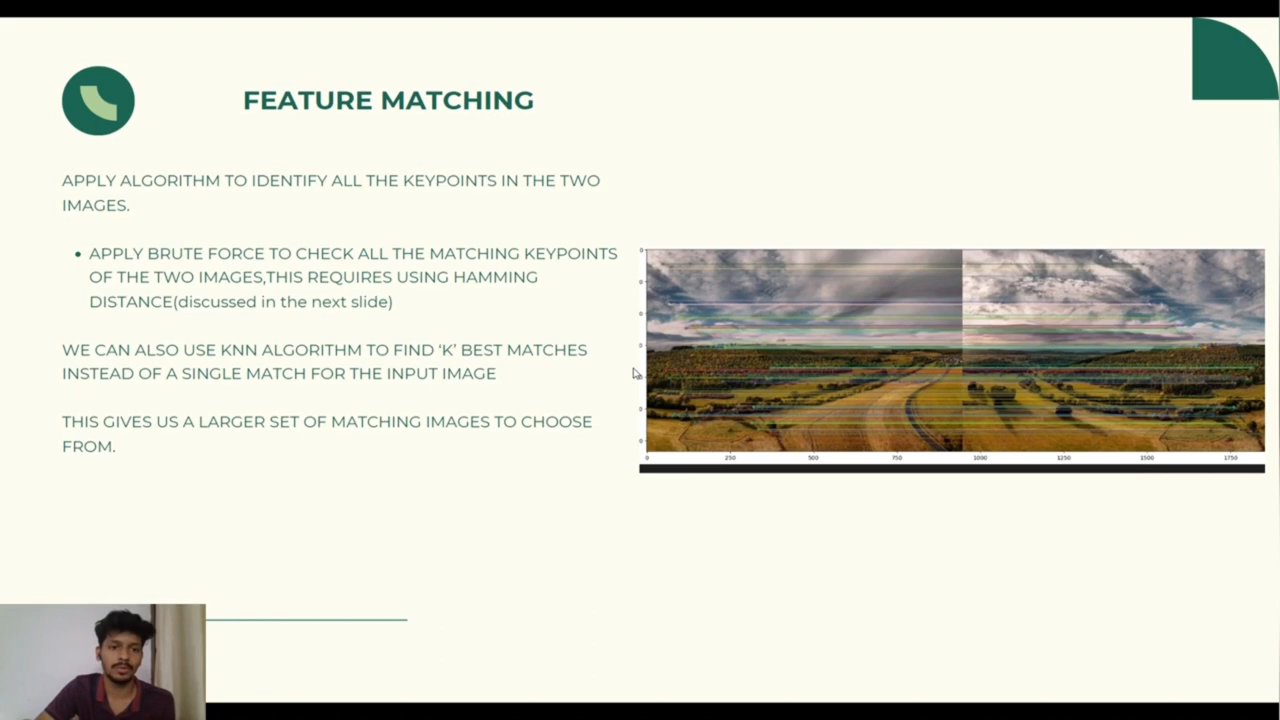 FEATURE MATCHING
APPLY ALGORITHM TO IDENTIFY ALL THE KEYPOINTS IN THE TWO
IMAGES.
• APPLY BRUTE FORCE TO CHECK ALL THE MATCHING KEYPOINTS
OF THE TWO IMAGES,THIS REQUIRES USING HAMMING
DISTANCE(discussed in the next slide)
WE CAN ALSO USE KNN ALGORITHM TO FIND ‘K’ BEST MATCHES
INSTEAD OF A SINGLE MATCH FOR THE INPUT IMAGE
THIS GIVES US A LARGER SET OF MATCHING IMAGES TO CHOOSE
FROM.
0 250 500 750 1000 1250 1500 1750